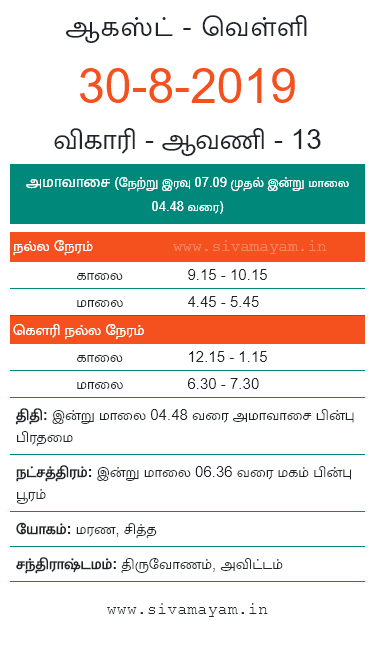 ஆகஸ்ட் - வெள்ளி
30-8-2019
விகாரி - ஆவணி - 13
அமாவாசை (நேற்று இரவு 07.09 முதல் இன்று மாலை
04.48 வரை)
நல்ல நேரம் www.sivamayam.in
காலை 9.15 - 10.15
மாலை 4.45 - 5.45
கௌரி நல்ல நேரம்
காலை 12.15 - 1.15
மாலை 6.30 - 7.30
திதி: இன்று மாலை 04.48 வரை அமாவாசை பின்பு
பிரதமை
நட்சத்திரம்: இன்று மாலை 06.36 வரை மகம் பின்பு
பூரம்
யோகம்: மரண, சித்த
சந்திராஷ்டமம்: திருவோணம், அவிட்டம்
www.sivamayam.in